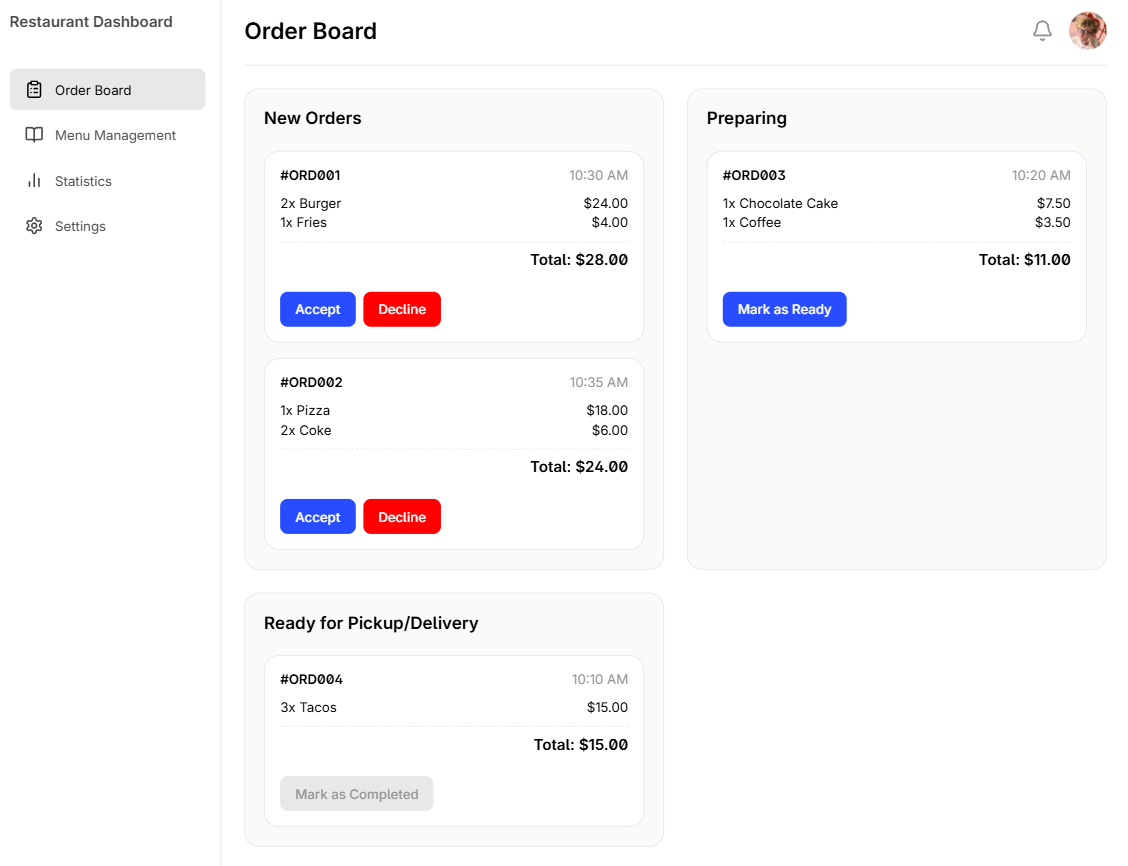 Restaurant Dashboard
Order Board
Menu Management
Statistics
Settings
Order Board
New Orders
#ORD001 10:30 AM
2x Burger $24.00
1x Fries $4.00
Total: $28.00
Accept Decline
#ORD002 10:35 AM
1x Pizza $18.00
2x Coke $6.00
Total: $24.00
Accept Decline
Preparing
#ORD003 10:20 AM
1x Chocolate Cake $7.50
1x Coffee $3.50
Total: $11.00
Mark as Ready
Ready for Pickup/Delivery
#ORD004 10:10 AM
3x Tacos $15.00
Total: $15.00
Mark as Completed